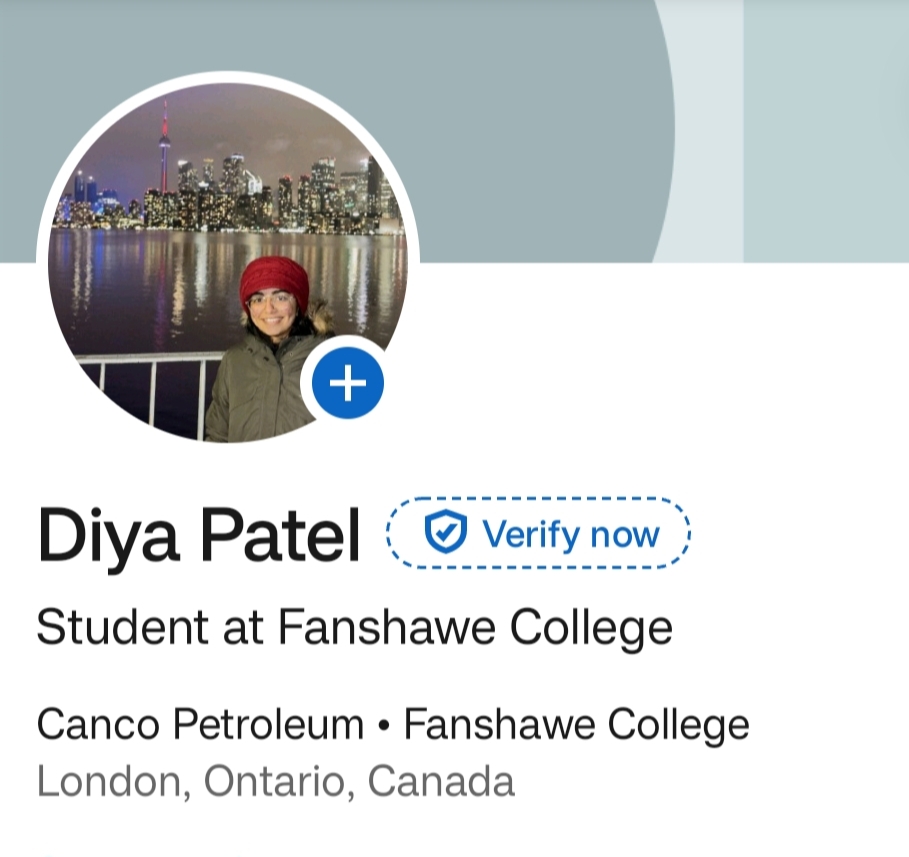 Diya Patel Verify now
Student at Fanshawe College
Canco Petroleum • Fanshawe College
London, Ontario, Canada